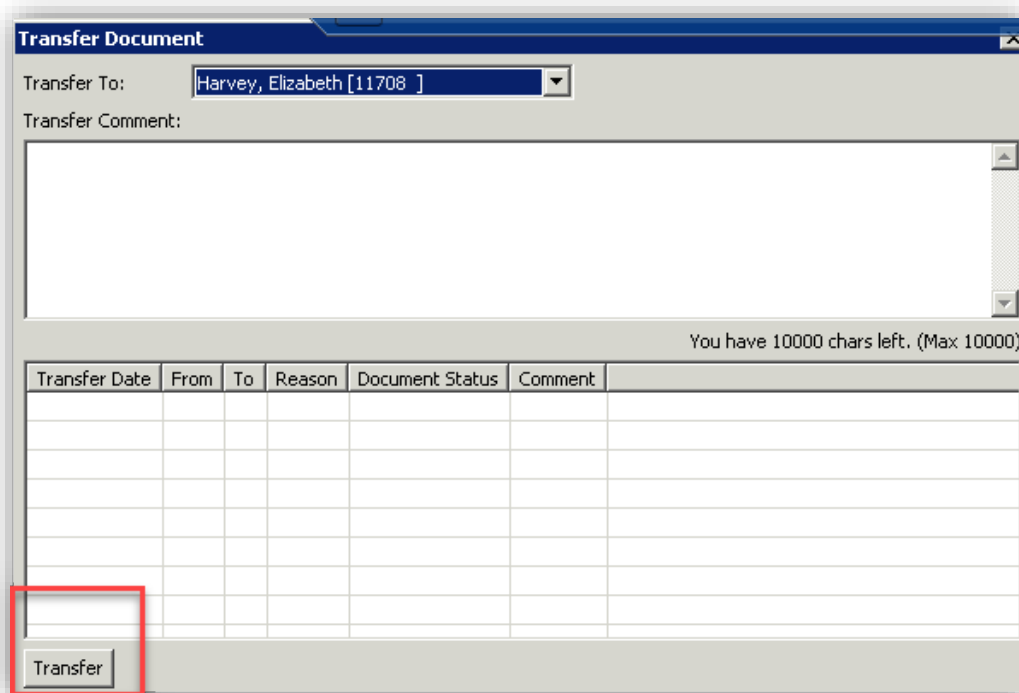 Transfer Document
Transfer To: Harvey, Elizabeth [11708  ]
Transfer Comment:
You have 10000 chars left. (Max 10000)
Transfer Date From To Reason Document Status Comment
Transfer